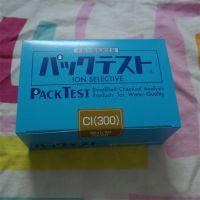 パックテスト
ION SELECTIVE
PACKTEST
Simplified Chemical Analysis
Products for Water Quality
Cl(300)